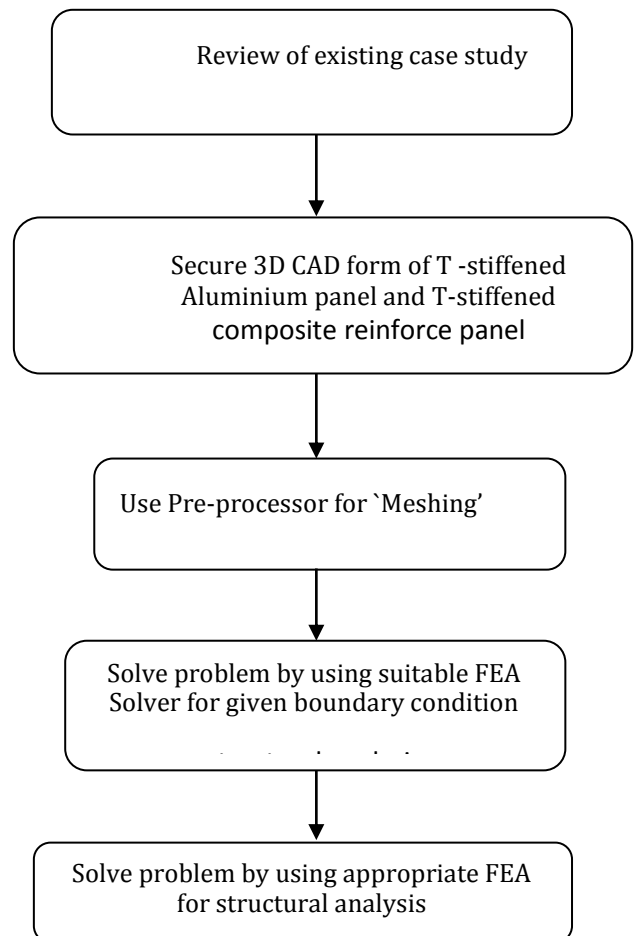 Review of existing case study
Secure 3D CAD form of T -stiffened
Aluminium panel and T-stiffened
composite reinforce panel
Use Pre-processor for `Meshing’
Solve problem by using suitable FEA
Solver for given boundary condition
Solve problem by using appropriate FEA
for structural analysis